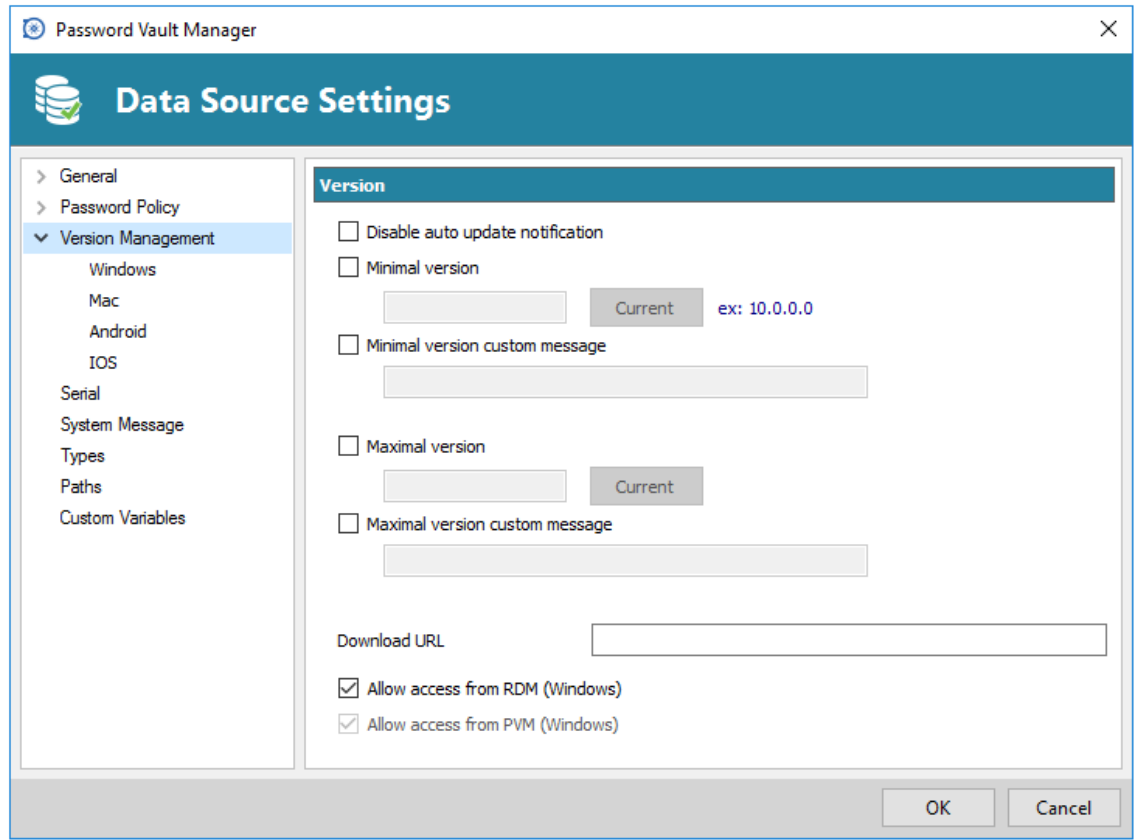 Password Vault Manager
Data Source Settings
General
Password Policy
Version Management
Windows
Mac
Android
IOS
Serial
System Message
Types
Paths
Custom Variables
Version
Disable auto update notification
Minimal version
Current ex: 10.0.0.0
Minimal version custom message
Maximal version
Current
Maximal version custom message
Download URL
Allow access from RDM (Windows)
Allow access from PVM (Windows)
OK Cancel